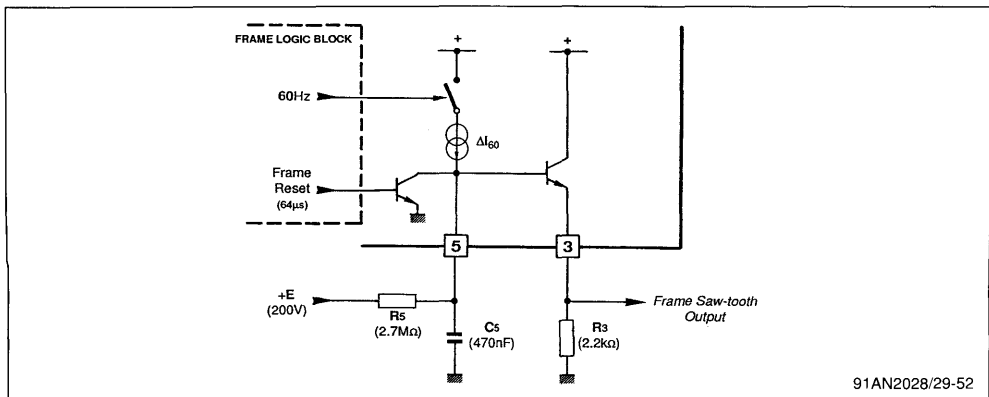 FRAME LOGIC BLOCK
+
+
60Hz
ΔI60
Frame
Reset
(64µs)
5
3
+E
(200V)
R5
(2.7MΩ)
C5
(470nF)
R3
(2.2kΩ)
Frame Saw-tooth
Output
91AN2028/29-52